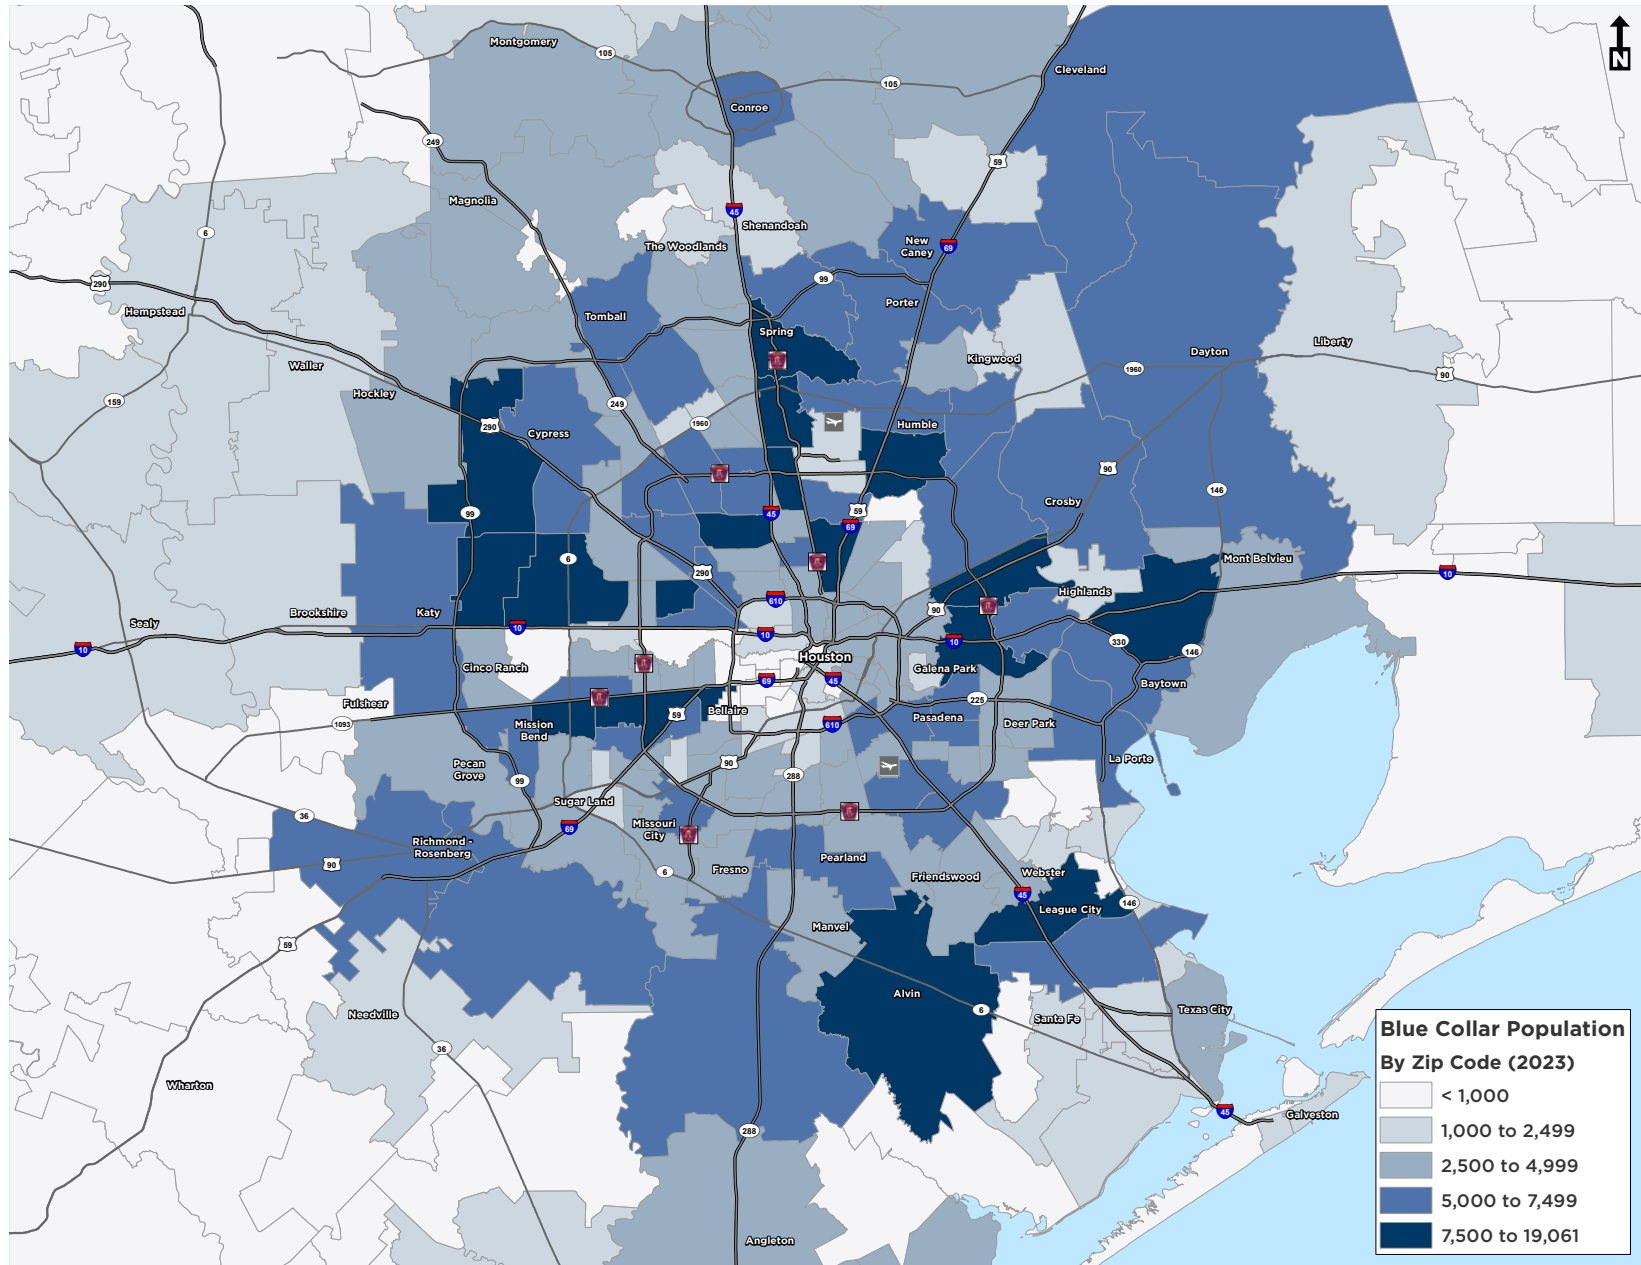 N
Montgomery
105
105
Cleveland
Conroe
249
59
Magnolia
45
Shenandoah
6
The Woodlands
New
Caney
69
290
99
Hempstead
Tomball
Porter
Spring
Waller
Kingwood
Dayton
Liberty
1960
90
Hockley
159
249
290
1960
Cypress
Humble
90
146
99
45
59
69
Crosby
6
290
Mont Belvieu
10
Highlands
610
90
Brookshire
Katy
Sealy
10
10
10
10
330
146
Houston
Cinco Ranch
Galena Park
69
45
Baytown
Fulshear
225
1093
Mission
Bend
59
Bellaire
610
Pasadena
Deer Park
Pecan
Grove
99
90
288
La Porte
Sugar Land
36
69
Missouri
City
Richmond -
Rosenberg
90
6
Fresno
Pearland
Friendswood
Webster
45
146
League City
59
Manvel
Alvin
6
Needville
Santa Fe
Texas City
36
Wharton
288
45
Galveston
Angleton
Blue Collar Population
By Zip Code (2023)
< 1,000
1,000 to 2,499
2,500 to 4,999
5,000 to 7,499
7,500 to 19,061